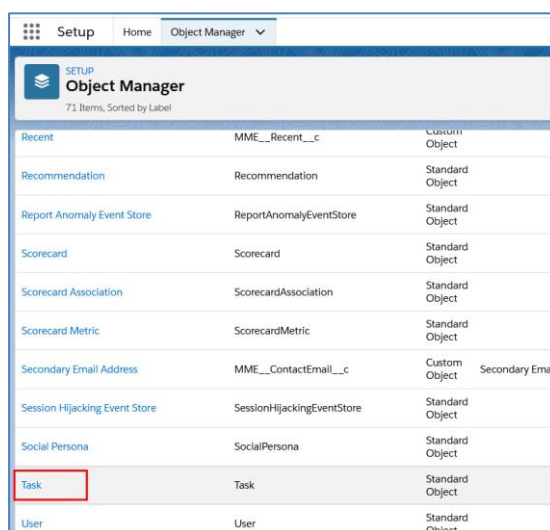 Setup Home Object Manager
SETUP
Object Manager
71 Items, Sorted by Label
Recent MME__Recent__c Custom
Object
Recommendation Recommendation Standard
Object
Report Anomaly Event Store ReportAnomalyEventStore Standard
Object
Scorecard Scorecard Standard
Object
Scorecard Association ScorecardAssociation Standard
Object
Scorecard Metric ScorecardMetric Standard
Object
Secondary Email Address MME__ContactEmail__c Custom Secondary Ema
Object
Session Hijacking Event Store SessionHijackingEventStore Standard
Object
Social Persona SocialPersona Standard
Object
Task Task Standard
Object
User User Standard
Object